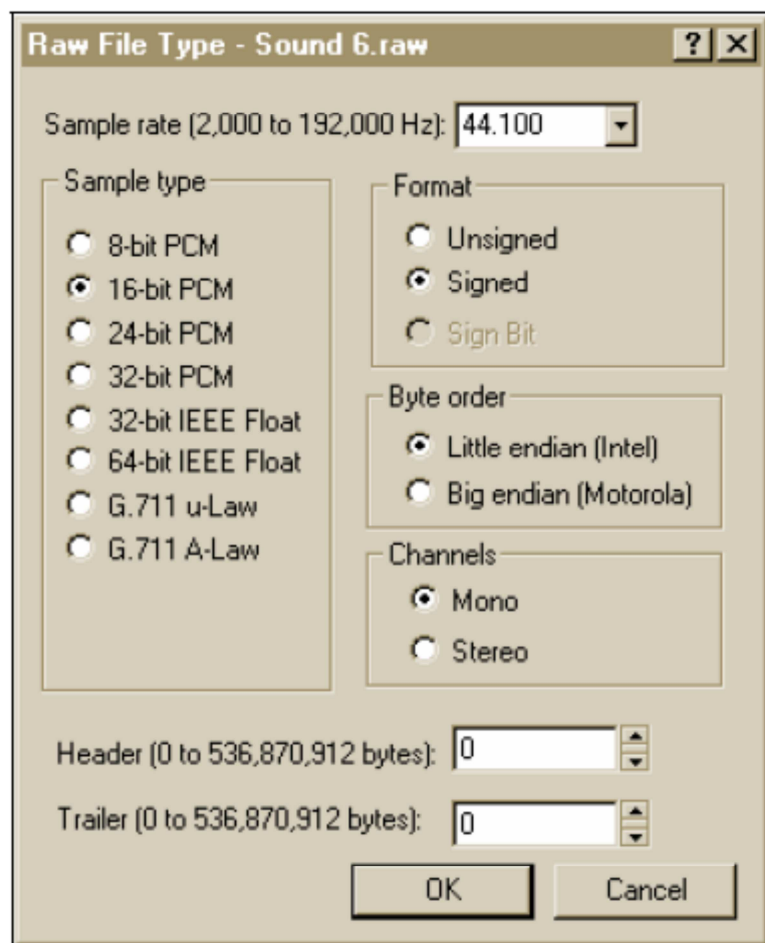 Raw File Type - Sound 6.raw
Sample rate (2,000 to 192,000 Hz): 44.100
Sample type
8-bit PCM
16-bit PCM
24-bit PCM
32-bit PCM
32-bit IEEE Float
64-bit IEEE Float
G.711 u-Law
G.711 A-Law
Format
Unsigned
Signed
Sign Bit
Byte order
Little endian (Intel)
Big endian (Motorola)
Channels
Mono
Stereo
Header (0 to 536,870,912 bytes): 0
Trailer (0 to 536,870,912 bytes): 0
OK Cancel